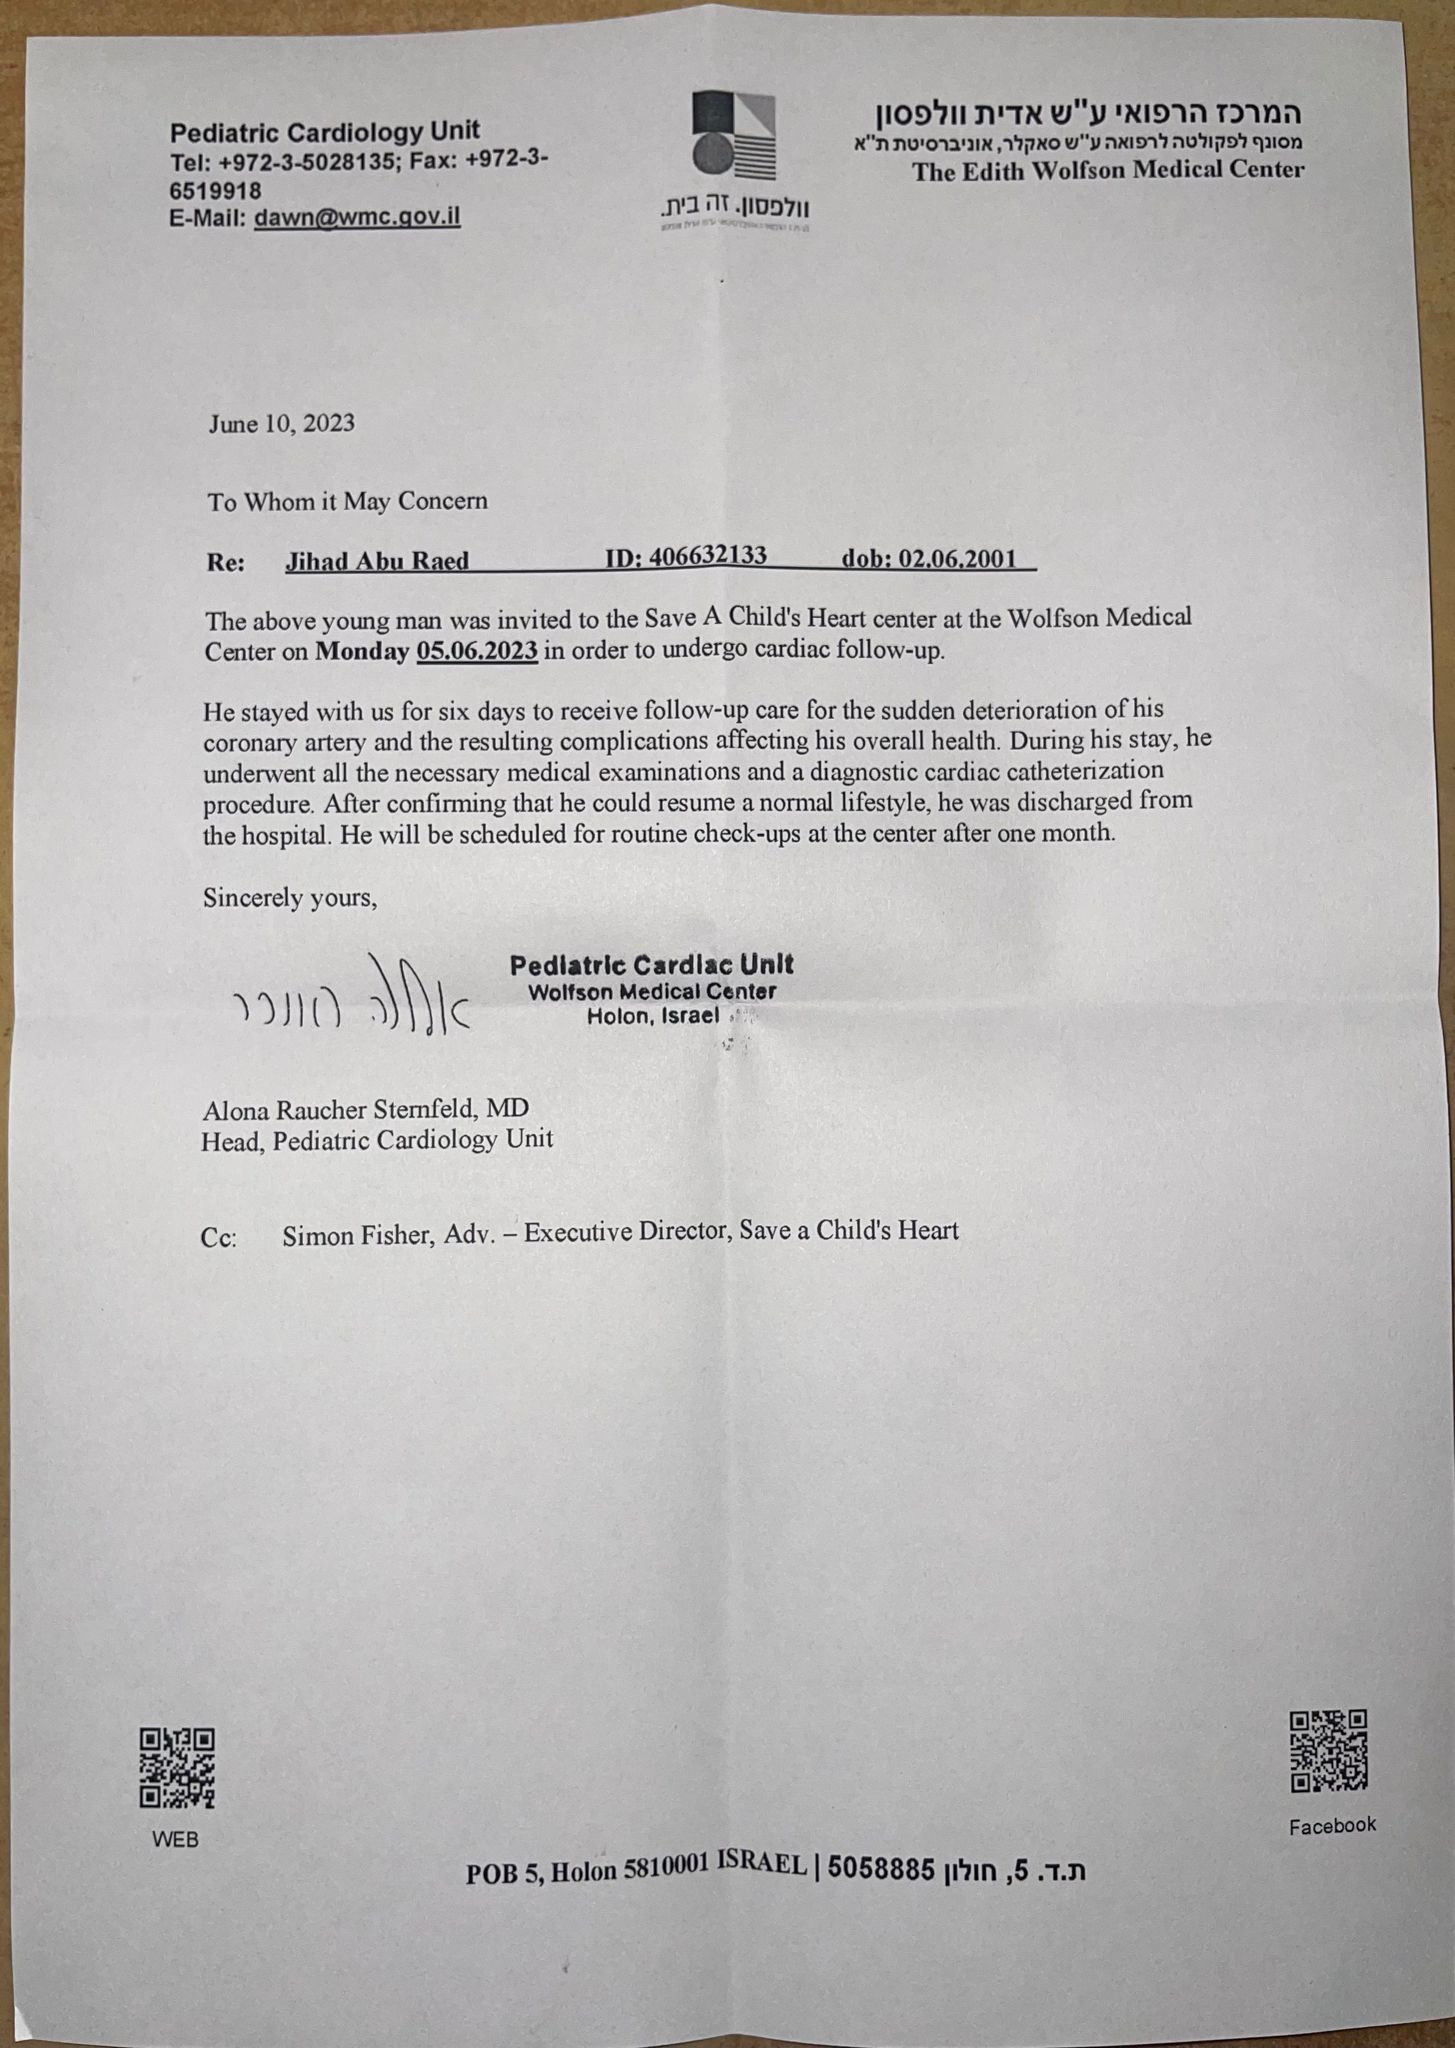 Pediatric Cardiology Unit
Tel: +972-3-5028135; Fax: +972-3-
6519918
E-Mail: dawn@wmc.gov.il
וולפסון. זה בית.
המרכז הרפואי ע"ש אדית וולפסון
מסונף לפקולטה לרפואה ע"ש סאקלר, אוניברסיטת ת"א
The Edith Wolfson Medical Center
June 10, 2023
To Whom it May Concern
Re: Jihad Abu Raed ID: 406632133 dob: 02.06.2001
The above young man was invited to the Save A Child's Heart center at the Wolfson Medical
Center on Monday 05.06.2023 in order to undergo cardiac follow-up.
He stayed with us for six days to receive follow-up care for the sudden deterioration of his
coronary artery and the resulting complications affecting his overall health. During his stay, he
underwent all the necessary medical examinations and a diagnostic cardiac catheterization
procedure. After confirming that he could resume a normal lifestyle, he was discharged from
the hospital. He will be scheduled for routine check-ups at the center after one month.
Sincerely yours,
Pediatric Cardiac Unit
Wolfson Medical Center
Holon, Israel
Alona Raucher Sternfeld, MD
Head, Pediatric Cardiology Unit
Cc: Simon Fisher, Adv. – Executive Director, Save a Child's Heart
WEB
Facebook
POB 5, Holon 5810001 ISRAEL | 5058885 ת.ד. 5, חולון